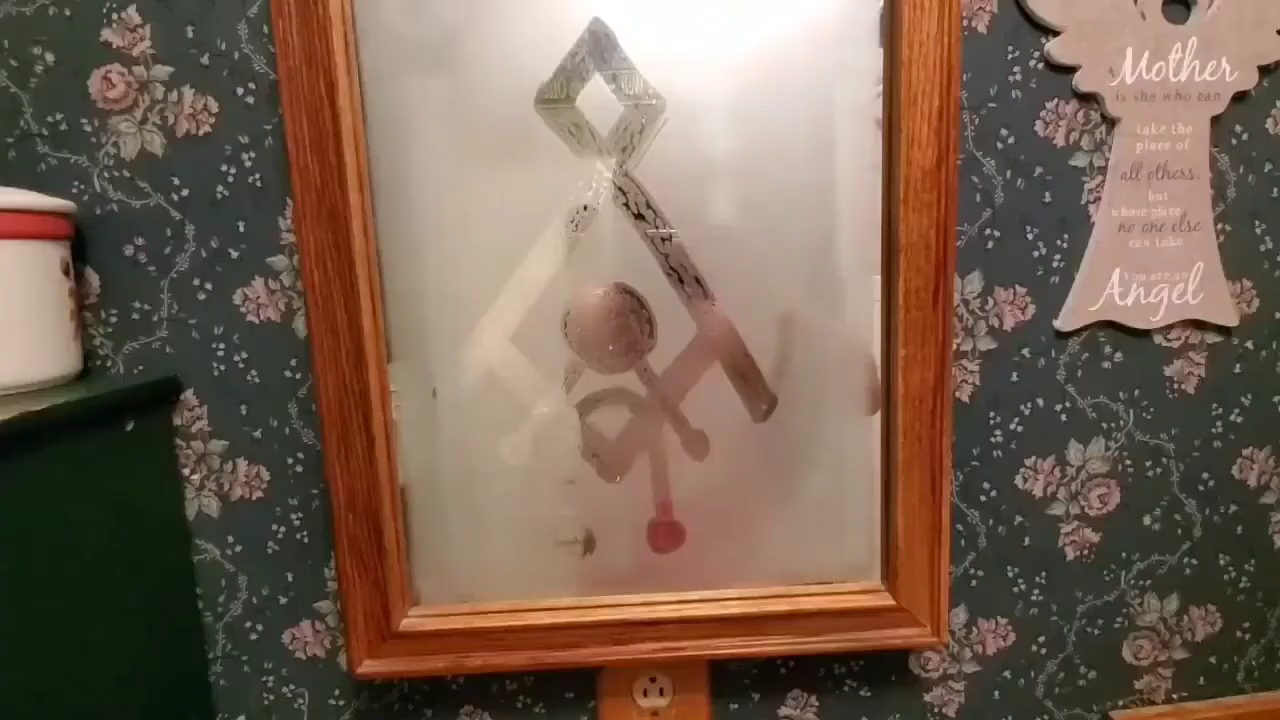 Mother
is she who can
take the
place of
all others,
but
whose place
no one else
can take
You are an
Angel